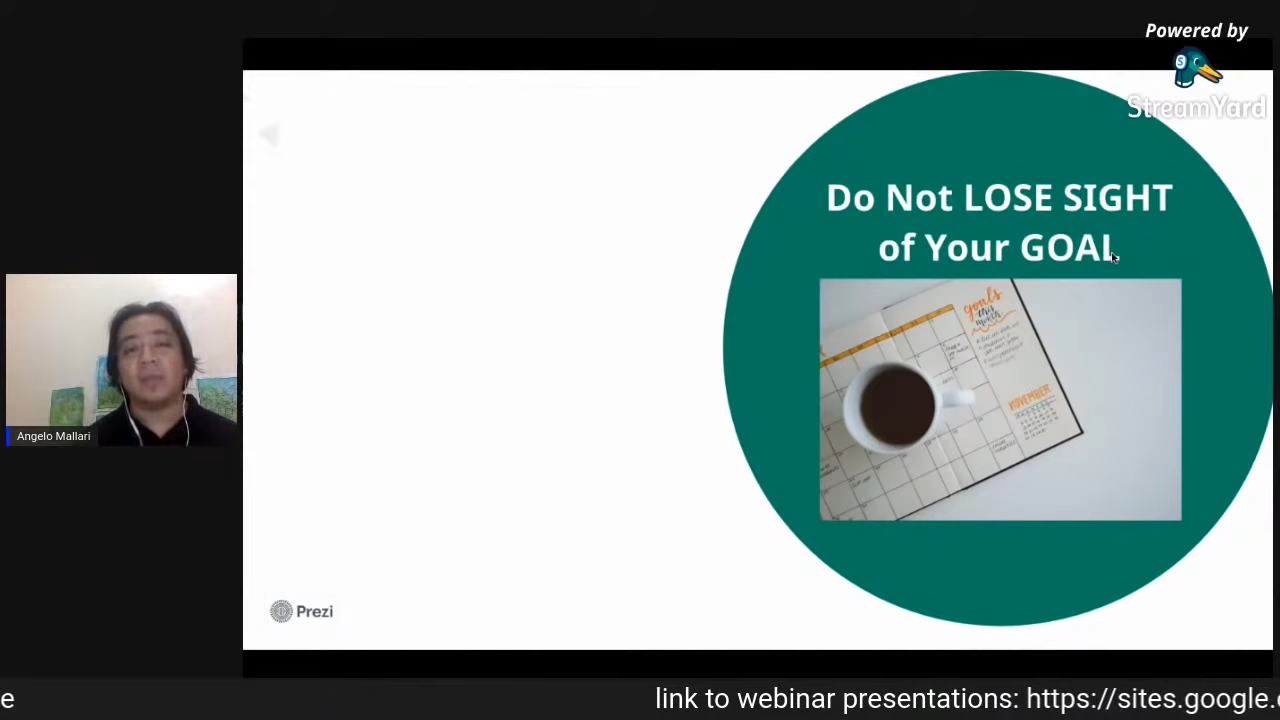 Powered by
StreamYard
Do Not LOSE SIGHT
of Your GOAL
goals
this
month
NOVEMBER
Angelo Mallari
Prezi
e
link to webinar presentations: https://sites.google.